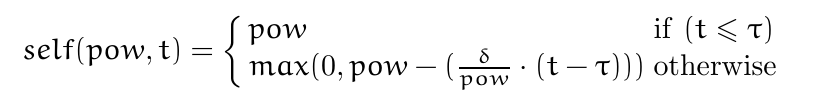 self(pow, t) = { pow if (t ⩽ τ)
max(0, pow − (δ/pow · (t − τ))) otherwise